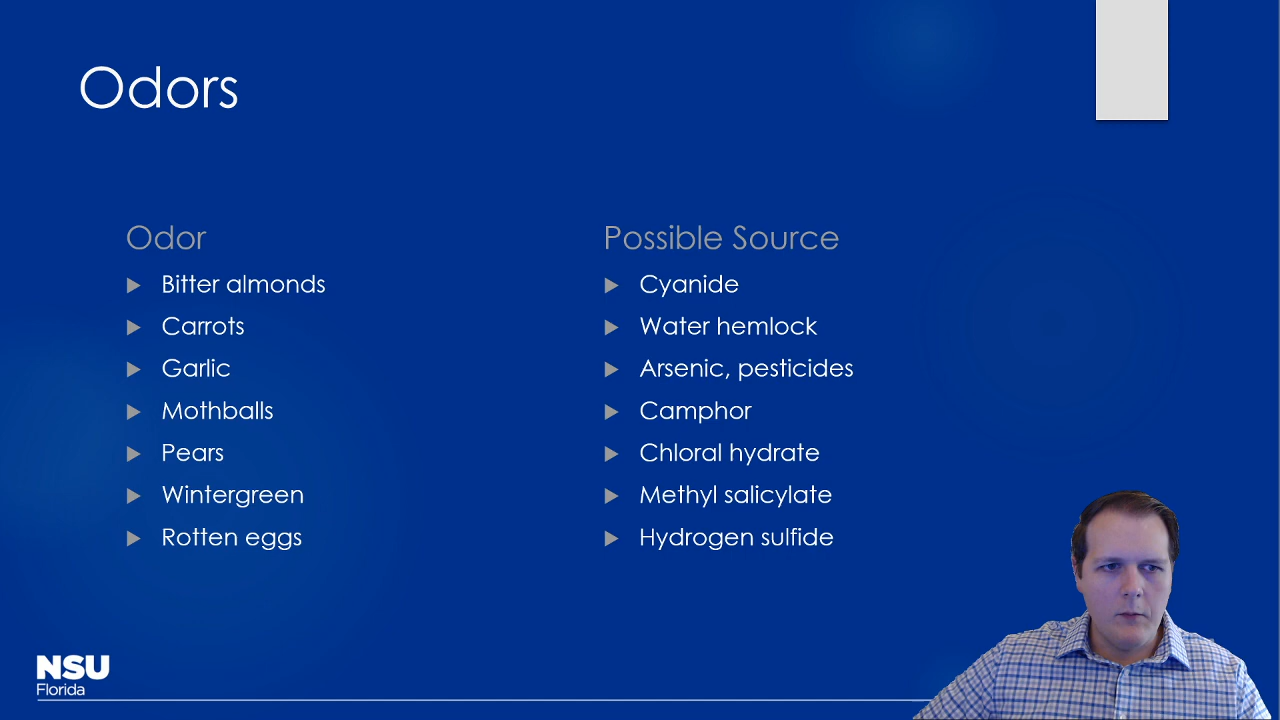 Odors
Odor
Bitter almonds
Carrots
Garlic
Mothballs
Pears
Wintergreen
Rotten eggs
Possible Source
Cyanide
Water hemlock
Arsenic, pesticides
Camphor
Chloral hydrate
Methyl salicylate
Hydrogen sulfide
NSU
Florida